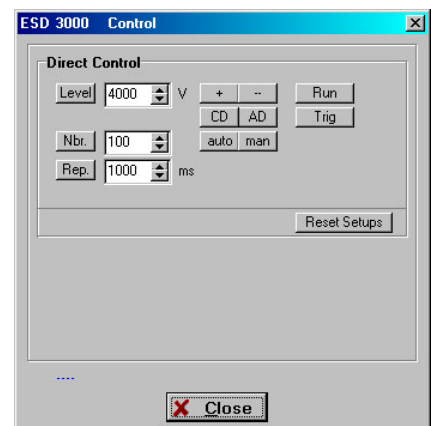 ESD 3000 Control
Direct Control
Level 4000 V + -- Run
CD AD Trig
Nbr. 100 auto man
Rep. 1000 ms
Reset Setups
----
Close